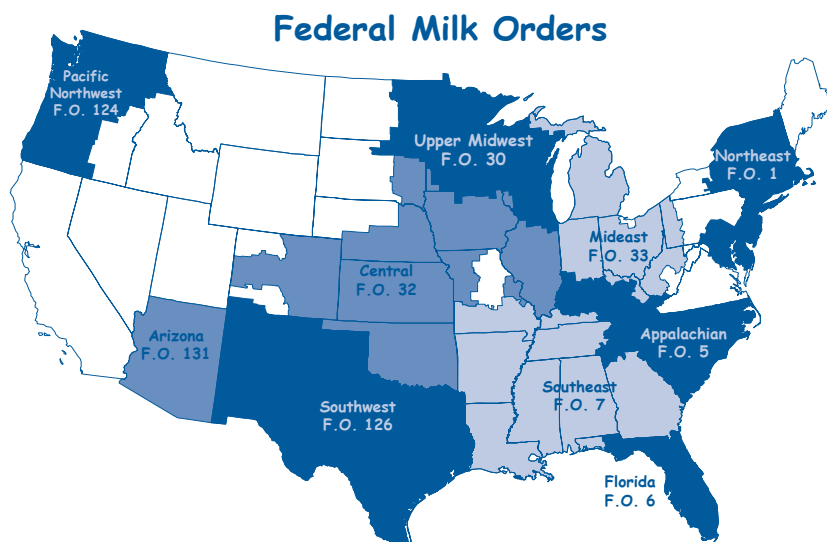 Federal Milk Orders
Pacific
Northwest
F.O. 124
Upper Midwest
F.O. 30
Northeast
F.O. 1
Mideast
F.O. 33
Central
F.O. 32
Arizona
F.O. 131
Appalachian
F.O. 5
Southwest
F.O. 126
Southeast
F.O. 7
Florida
F.O. 6